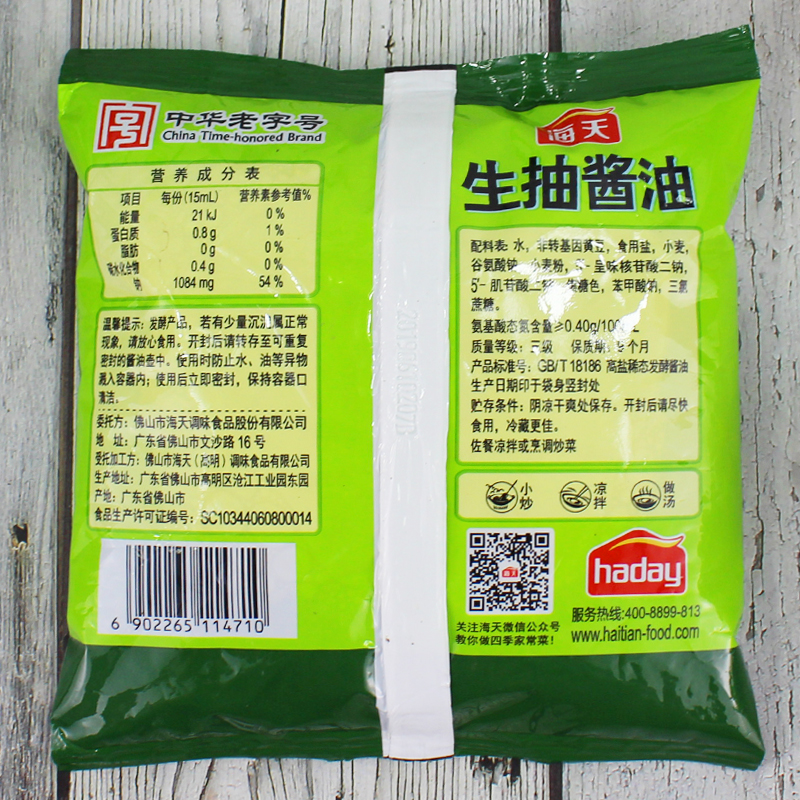 中华老字号
China Time-honored Brand
营养成分表
项目 每份(15mL) 营养素参考值%
能量 21 kJ 0 %
蛋白质 0.8 g 1 %
脂肪 0 g 0 %
碳水化合物 0.4 g 0 %
钠 1084 mg 54 %
温馨提示: 发酵产品，若有少量沉淀属正常
现象，请放心食用。开封后请转存至可重复
密封的酱油壶中。使用时防止水、油等异物
溅入容器内；使用后立即密封，保持容器口
清洁。
委托方: 佛山市海天调味食品股份有限公司
地 址: 广东省佛山市文沙路 16 号
受托加工方: 佛山市海天（高明）调味食品有限公司
生产地址: 广东省佛山市高明区沧江工业园东园
产地: 广东省佛山市
食品生产许可证编号: SC10344060800014
6 902265 114710
海天
生抽酱油
配料表: 水，非转基因黄豆，食用盐，小麦，
谷氨酸钠，小麦粉，5'- 呈味核苷酸二钠，
5'- 肌苷酸二钠，焦糖色，苯甲酸钠，三氯
蔗糖。
氨基酸态氮含量≥0.40g/100mL
质量等级: 三级 保质期: 个月
产品标准号: GB/T 18186 高盐稀态发酵酱油
生产日期印于袋身竖封处
贮存条件: 阴凉干爽处保存。开封后请尽快
食用，冷藏更佳。
佐餐凉拌或烹调炒菜
小炒 凉拌 做汤
海天
haday
关注海天微信公众号
教你做四季家常菜!
服务热线:400-8899-813
www.haitian-food.com